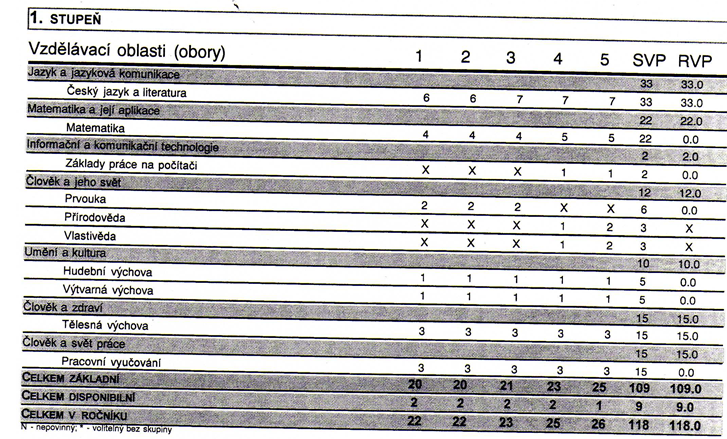 1. STUPEŇ
Vzdělávací oblasti (obory) 1 2 3 4 5 SVP RVP
Jazyk a jazyková komunikace 33 33.0
Český jazyk a literatura 6 6 7 7 7 33 33.0
Matematika a její aplikace 22 22.0
Matematika 4 4 4 5 5 22 0.0
Informační a komunikační technologie 2 2.0
Základy práce na počítači X X X 1 1 2 0.0
Člověk a jeho svět 12 12.0
Prvouka 2 2 2 X X 6 0.0
Přírodověda X X X 1 2 3 X
Vlastivěda X X X 1 2 3 X
Umění a kultura 10 10.0
Hudební výchova 1 1 1 1 1 5 0.0
Výtvarná výchova 1 1 1 1 1 5 0.0
Člověk a zdraví 15 15.0
Tělesná výchova 3 3 3 3 3 15 15.0
Člověk a svět práce 15 15.0
Pracovní vyučování 3 3 3 3 3 15 0.0
CELKEM ZÁKLADNÍ 20 20 21 23 25 109 109.0
CELKEM DISPONIBILNÍ 2 2 2 2 1 9 9.0
CELKEM V ROČNÍKU 22 22 23 25 26 118 118.0
N - nepovinný; * - volitelný bez skupiny